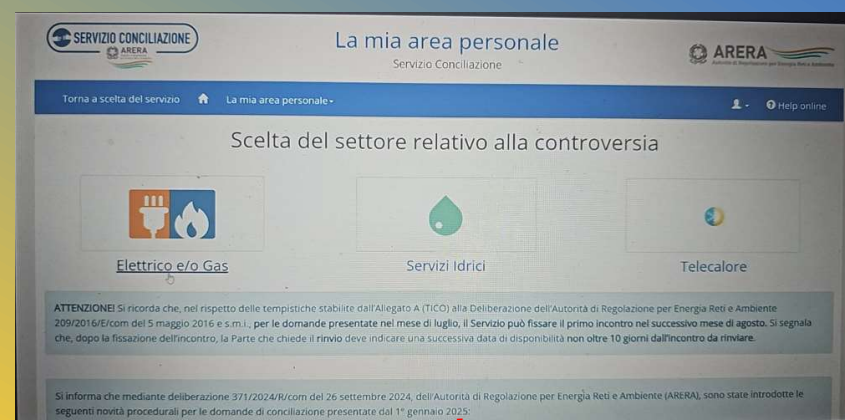 SERVIZIO CONCILIAZIONE
ARERA
La mia area personale
Servizio Conciliazione
ARERA
Torna a scelta del servizio La mia area personale
Help online
Scelta del settore relativo alla controversia
Elettrico e/o Gas
Servizi Idrici
Telecalore
ATTENZIONE! Si ricorda che, nel rispetto delle tempistiche stabilite dall'Allegato A (TICO) alla Deliberazione dell'Autorità di Regolazione per Energia Reti e Ambiente
209/2016/E/com del 5 maggio 2016 e s.m.i., per le domande presentate nel mese di luglio, il Servizio può fissare il primo incontro nel successivo mese di agosto. Si segnala
che, dopo la fissazione dell'incontro, la Parte che chiede il rinvio deve indicare una successiva data di disponibilità non oltre 10 giorni dall'incontro da rinviare.
Si informa che mediante deliberazione 371/2024/R/com del 26 settembre 2024, dell'Autorità di Regolazione per Energia Reti e Ambiente (ARERA), sono state introdotte le
seguenti novità procedurali per le domande di conciliazione presentate dal 1° gennaio 2025: